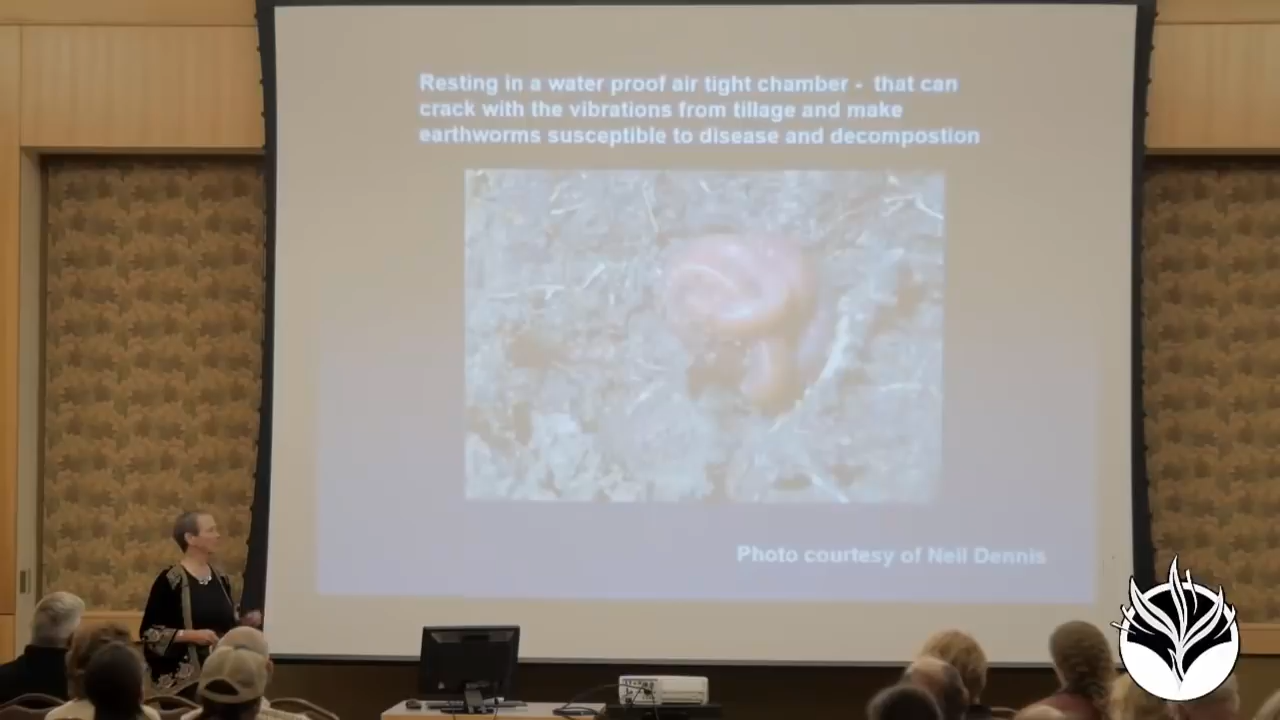 Resting in a water proof air tight chamber - that can
crack with the vibrations from tillage and make
earthworms susceptible to disease and decompostion
Photo courtesy of Neil Dennis